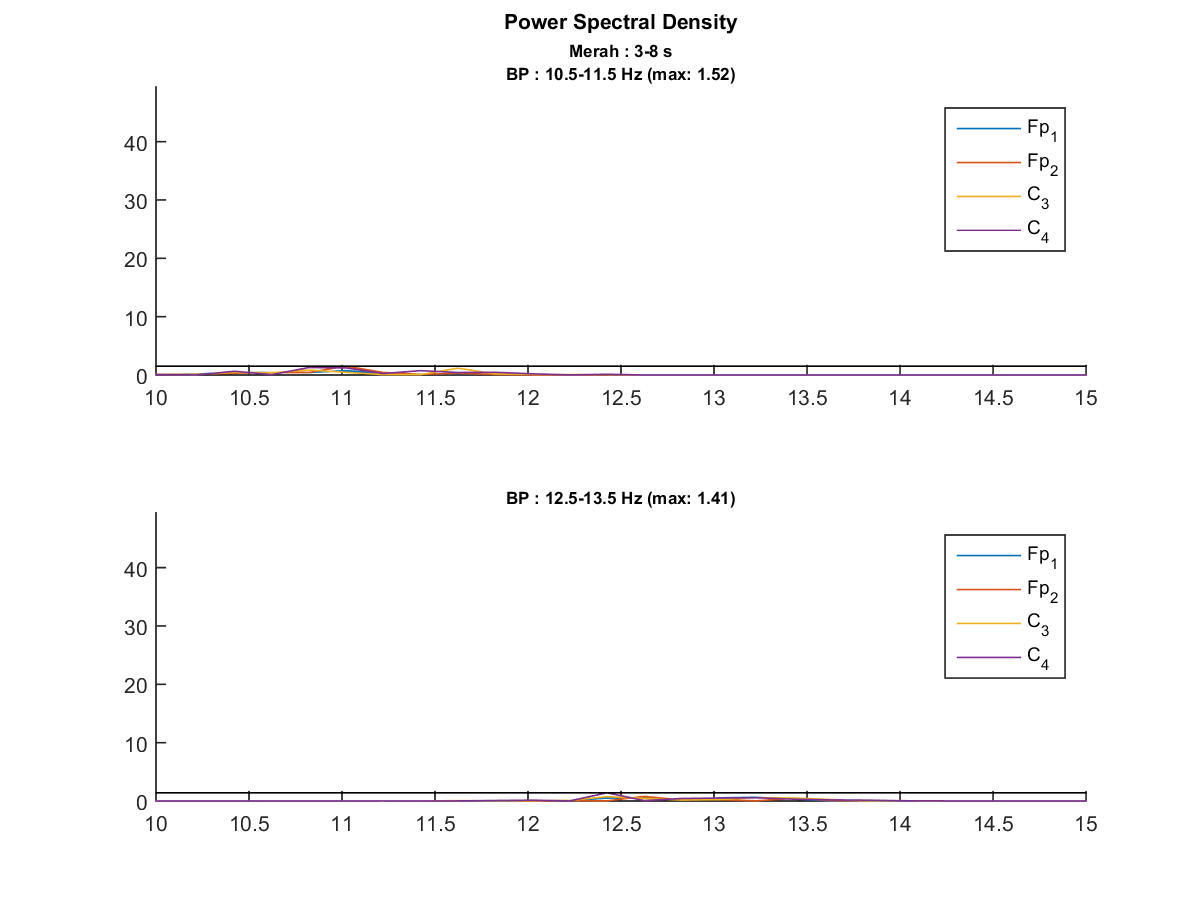 Power Spectral Density
Merah : 3-8 s
BP : 10.5-11.5 Hz (max: 1.52)
Fp1
Fp2
C3
C4
40
30
20
10
0
10 10.5 11 11.5 12 12.5 13 13.5 14 14.5 15
BP : 12.5-13.5 Hz (max: 1.41)
Fp1
Fp2
C3
C4
40
30
20
10
0
10 10.5 11 11.5 12 12.5 13 13.5 14 14.5 15